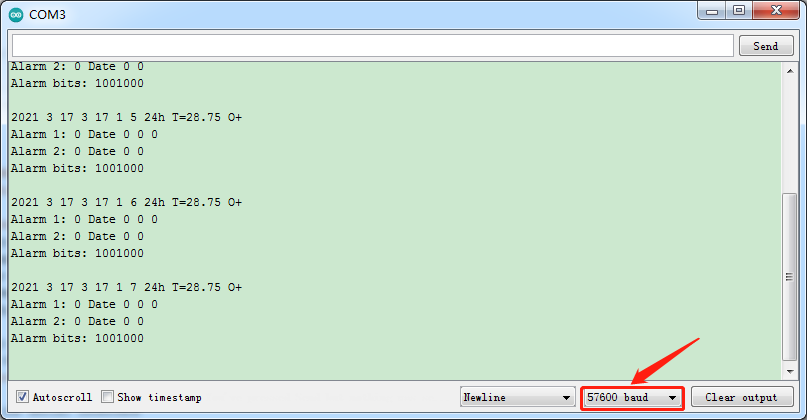 COM3
Send
Alarm 2: 0 Date 0 0
Alarm bits: 1001000
2021 3 17 3 17 1 5 24h T=28.75 O+
Alarm 1: 0 Date 0 0 0
Alarm 2: 0 Date 0 0
Alarm bits: 1001000
2021 3 17 3 17 1 6 24h T=28.75 O+
Alarm 1: 0 Date 0 0 0
Alarm 2: 0 Date 0 0
Alarm bits: 1001000
2021 3 17 3 17 1 7 24h T=28.75 O+
Alarm 1: 0 Date 0 0 0
Alarm 2: 0 Date 0 0
Alarm bits: 1001000
Autoscroll Show timestamp Newline 57600 baud Clear output